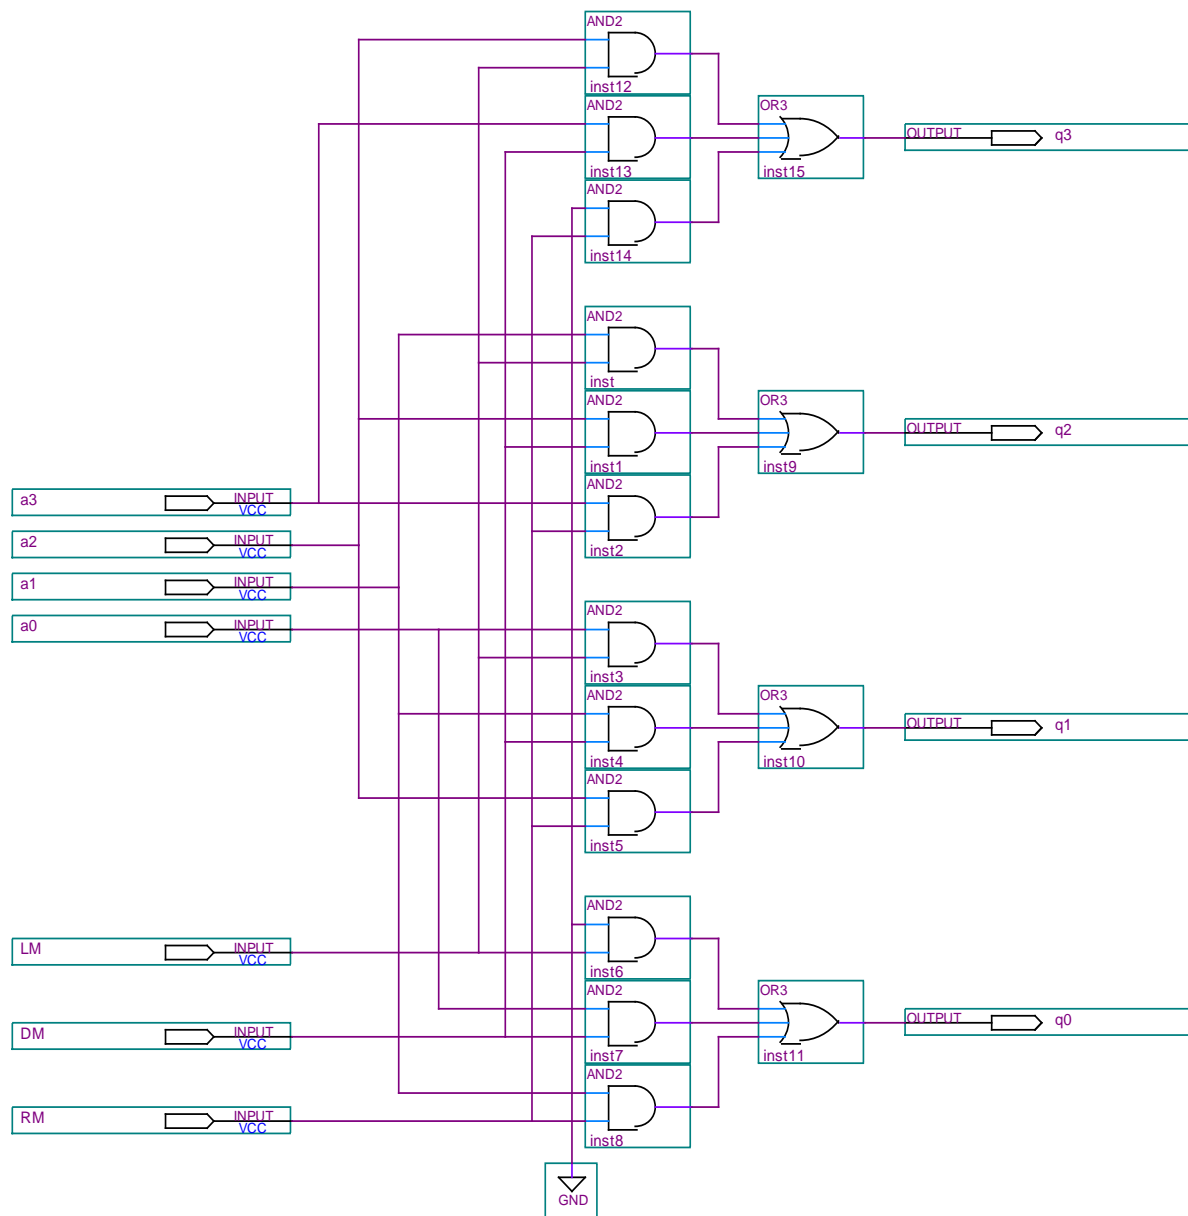 AND2
inst12
AND2
inst13
AND2
inst14
OR3
inst15
OUTPUT
q3
AND2
inst
AND2
inst1
AND2
inst2
OR3
inst9
OUTPUT
q2
a3
INPUT
VCC
a2
INPUT
VCC
a1
INPUT
VCC
a0
INPUT
VCC
AND2
inst3
AND2
inst4
AND2
inst5
OR3
inst10
OUTPUT
q1
LM
INPUT
VCC
DM
INPUT
VCC
RM
INPUT
VCC
AND2
inst6
AND2
inst7
AND2
inst8
OR3
inst11
OUTPUT
q0
GND